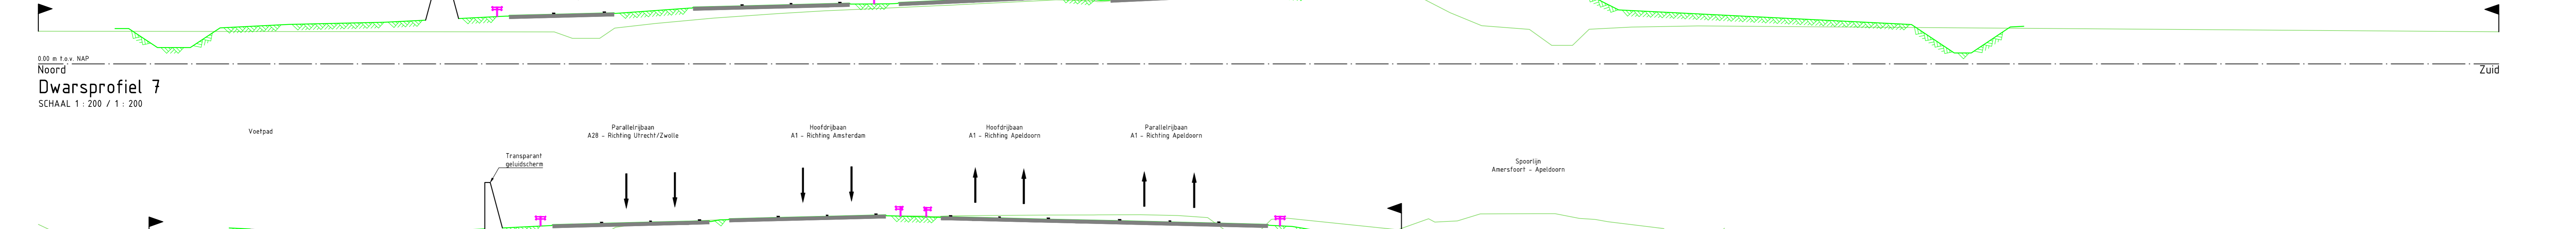 0.00 m t.o.v. NAP
Noord
Zuid
Dwarsprofiel 7
SCHAAL 1 : 200 / 1 : 200
Voetpad
Parallelrijbaan
A28 - Richting Utrecht/Zwolle
Hoofdrijbaan
A1 - Richting Amsterdam
Hoofdrijbaan
A1 - Richting Apeldoorn
Parallelrijbaan
A1 - Richting Apeldoorn
Transparant
geluidscherm
Spoorlijn
Amersfoort - Apeldoorn